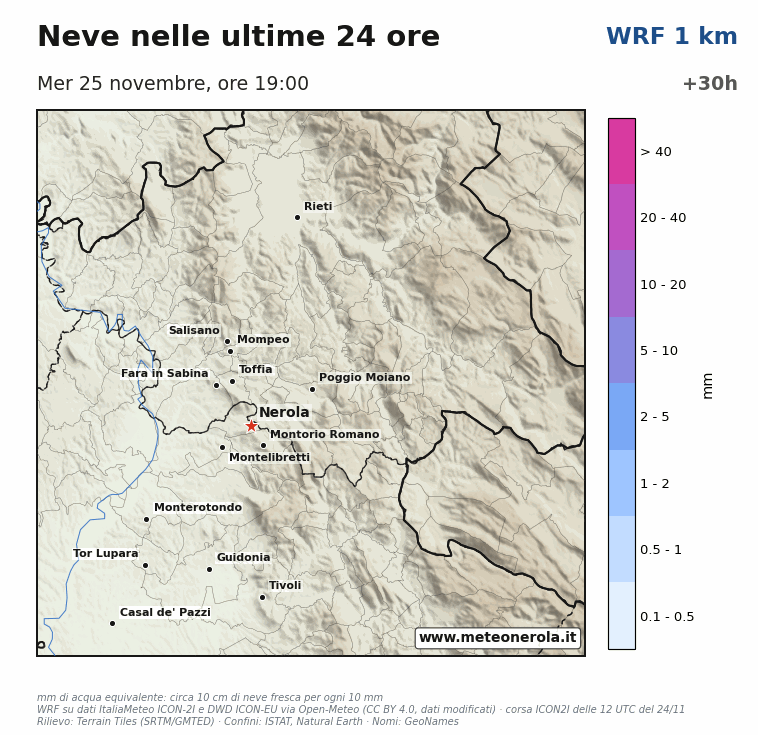 Neve nelle ultime 24 ore
WRF 1 km
Mer 25 novembre, ore 19:00
+30h
Rieti
Salisano
Mompeo
Fara in Sabina
Toffia
Poggio Moiano
Nerola
Montorio Romano
Montelibretti
Monterotondo
Tor Lupara
Guidonia
Tivoli
Casal de' Pazzi
www.meteonerola.it
> 40
20 - 40
10 - 20
5 - 10
2 - 5
1 - 2
0.5 - 1
0.1 - 0.5
mm
mm di acqua equivalente: circa 10 cm di neve fresca per ogni 10 mm
WRF su dati ItaliaMeteo ICON-2I e DWD ICON-EU via Open-Meteo (CC BY 4.0, dati modificati) · corsa ICON2I delle 12 UTC del 24/11
Rilievo: Terrain Tiles (SRTM/GMTED) · Confini: ISTAT, Natural Earth · Nomi: GeoNames